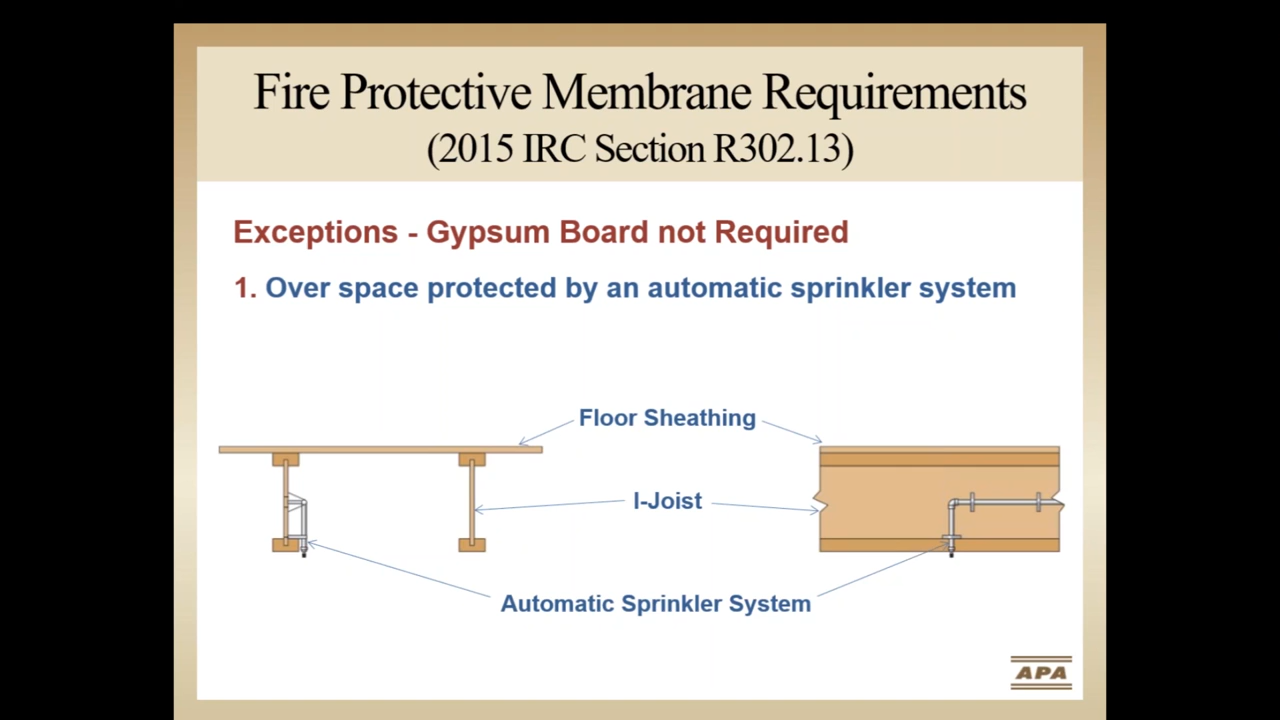 Fire Protective Membrane Requirements
(2015 IRC Section R302.13)
Exceptions - Gypsum Board not Required
1. Over space protected by an automatic sprinkler system
Floor Sheathing
I-Joist
Automatic Sprinkler System
APA